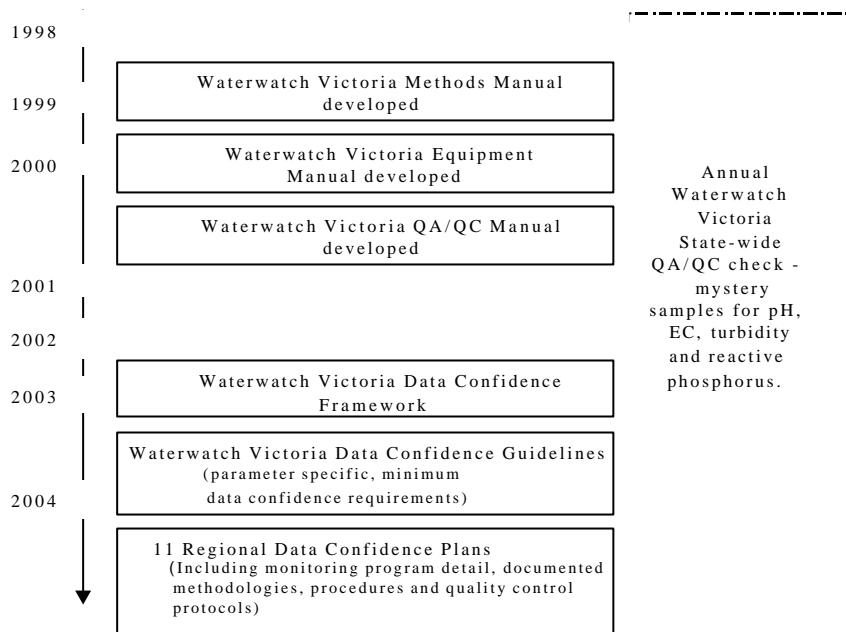 1998
Waterwatch Victoria Methods Manual
developed
1999
Waterwatch Victoria Equipment
Manual developed
2000
Waterwatch Victoria QA/QC Manual
developed
2001
2002
Waterwatch Victoria Data Confidence
Framework
2003
Waterwatch Victoria Data Confidence Guidelines
(parameter specific, minimum
data confidence requirements)
2004
11 Regional Data Confidence Plans
(Including monitoring program detail, documented
methodologies, procedures and quality control
protocols)
Annual
Waterwatch
Victoria
State-wide
QA/QC check -
mystery
samples for pH,
EC, turbidity
and reactive
phosphorus.